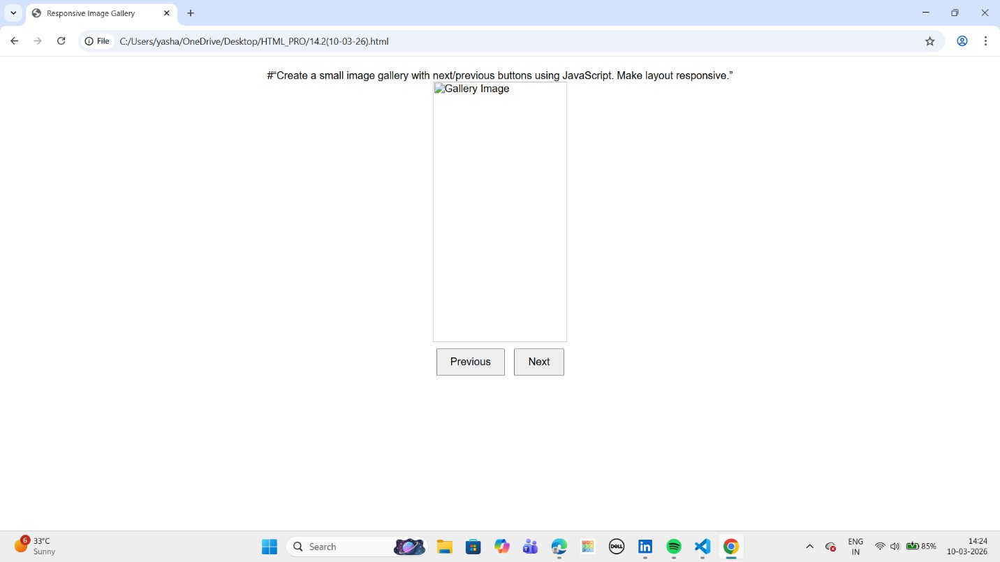 Responsive Image Gallery
File
C:/Users/yasha/OneDrive/Desktop/HTML_PRO/14.2(10-03-26).html
#“Create a small image gallery with next/previous buttons using JavaScript. Make layout responsive.”
Gallery Image
Previous
Next
6
33°C
Sunny
Search
DELL
in
ENG
IN
85%
14:24
10-03-2026